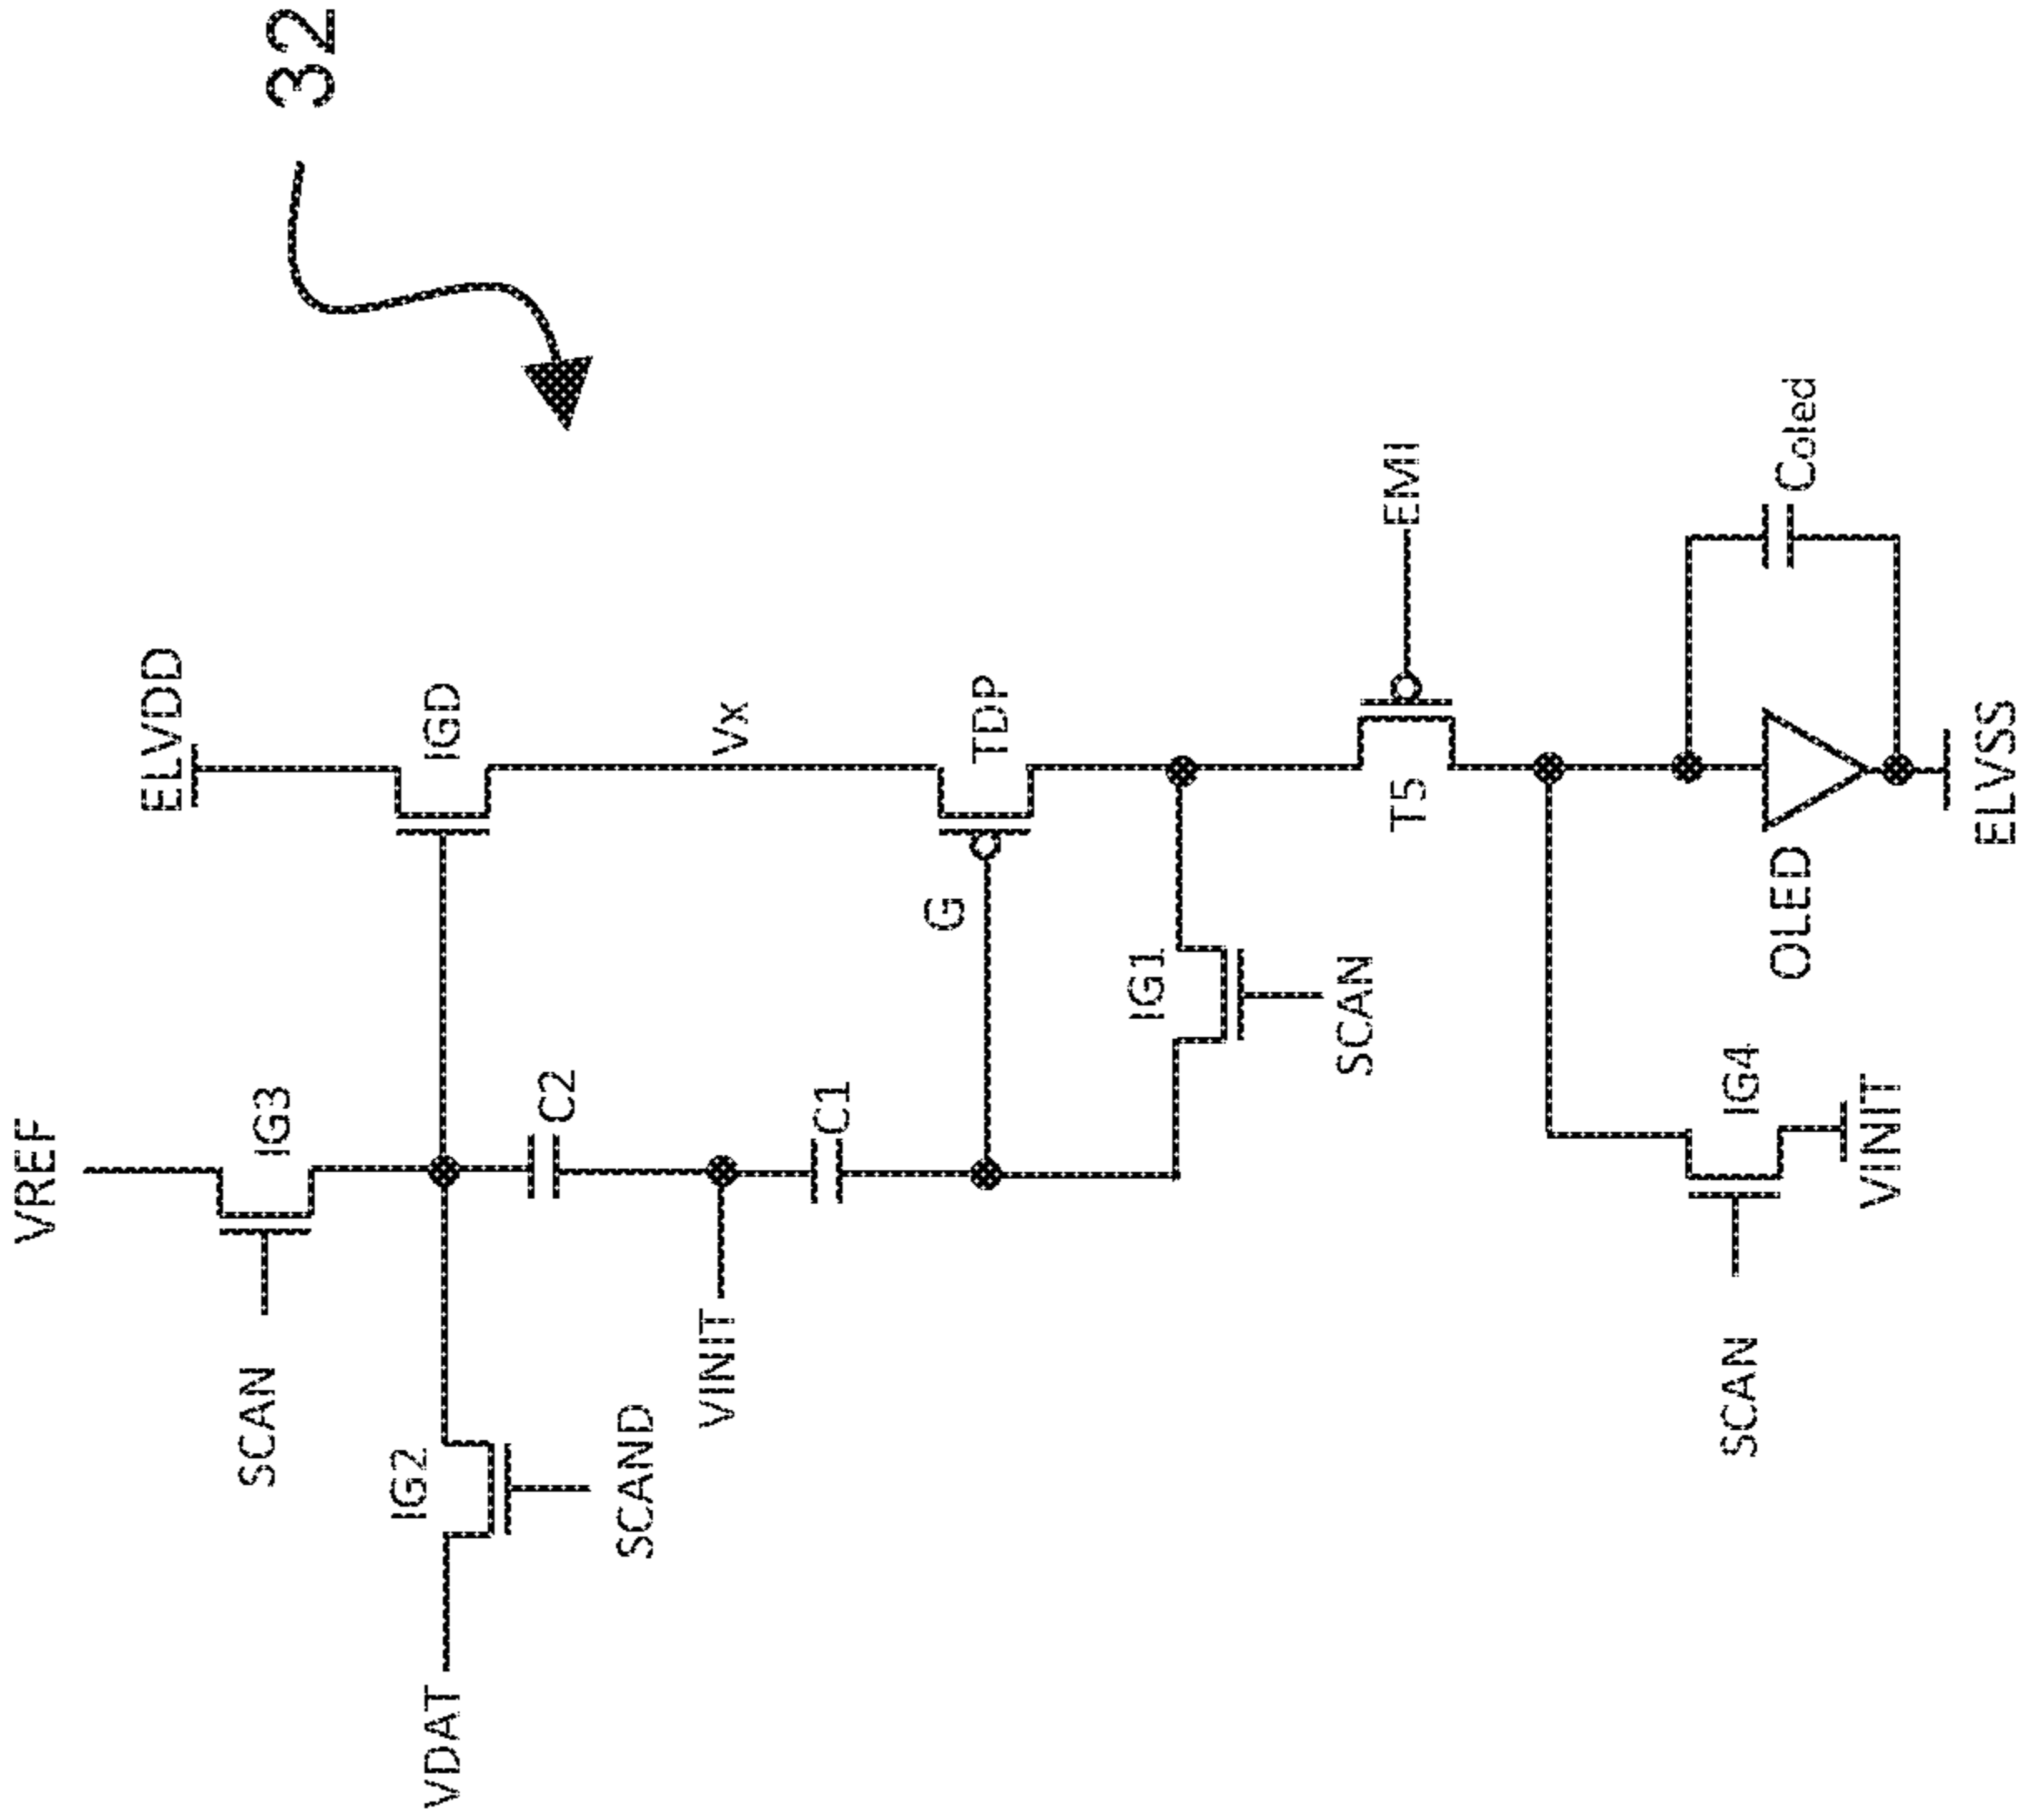 32
VREF
ELVDD
IG3
IGD
SCAN
C2
Vx
IG2
VDAT
SCAND
VINIT
C1
G
TDP
IG1
SCAN
EMI
T5
Coled
IG4
OLED
SCAN
VINIT
ELVSS